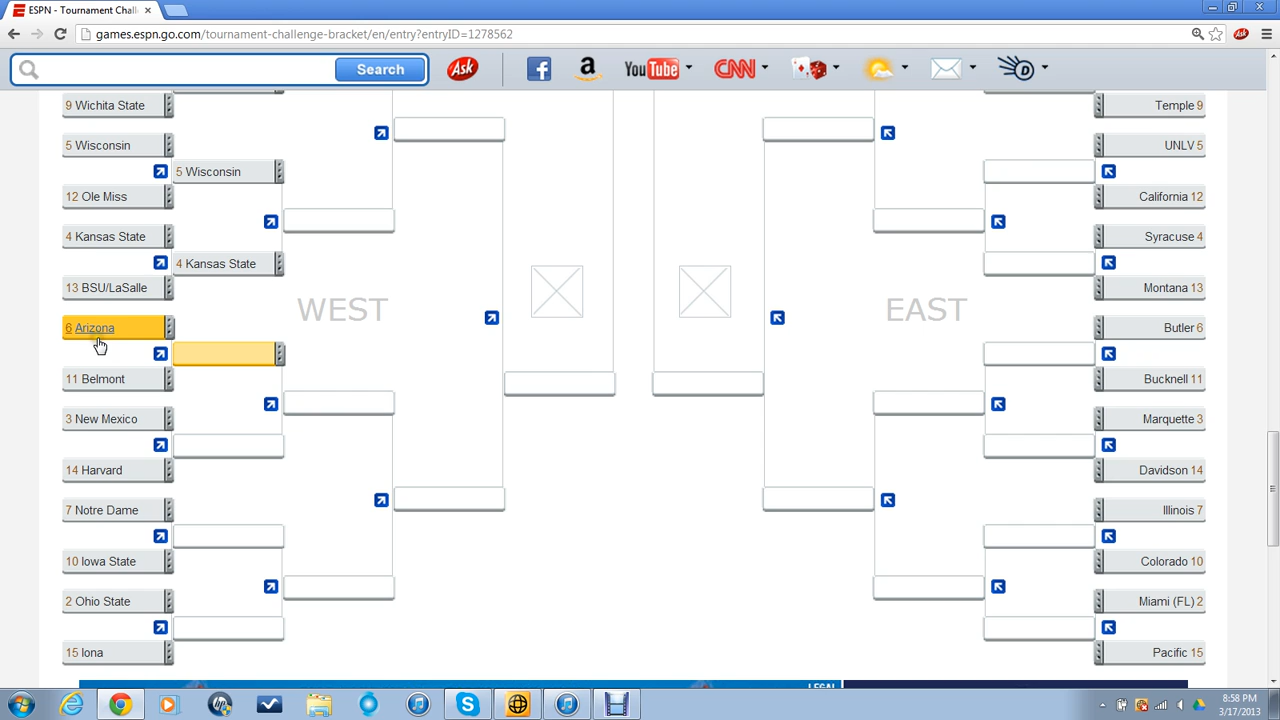 ESPN - Tournament Chall
games.espn.go.com/tournament-challenge-bracket/en/entry?entryID=1278562
Search
Ask
YouTube
CNN
Ask
9 Wichita State
5 Wisconsin
5 Wisconsin
12 Ole Miss
4 Kansas State
4 Kansas State
13 BSU/LaSalle
6 Arizona
11 Belmont
3 New Mexico
14 Harvard
7 Notre Dame
10 Iowa State
2 Ohio State
15 Iona
WEST
EAST
Temple 9
UNLV 5
California 12
Syracuse 4
Montana 13
Butler 6
Bucknell 11
Marquette 3
Davidson 14
Illinois 7
Colorado 10
Miami (FL) 2
Pacific 15
LEGAL
8:58 PM
3/17/2013